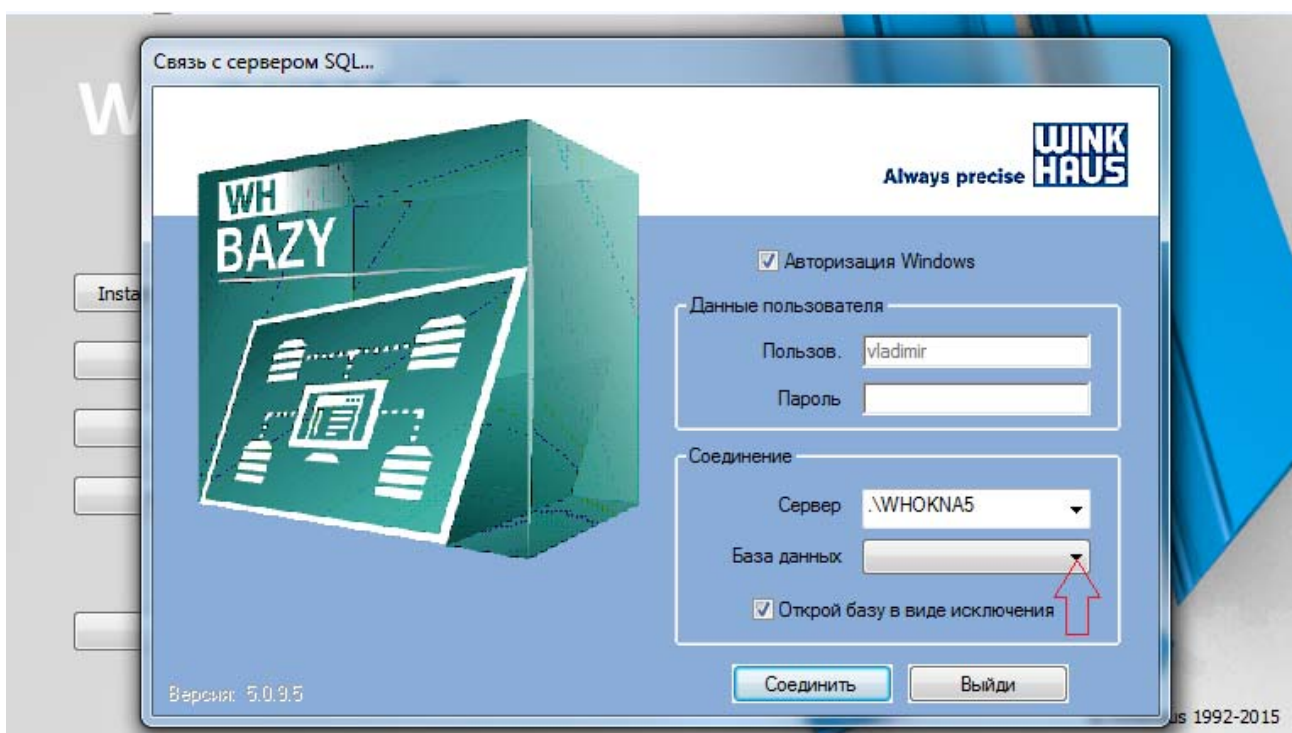 Связь с сервером SQL...
W
WINK
HAUS
Always precise
WH
BAZY
Авторизация Windows
Insta
Данные пользователя
Пользов. vladimir
Пароль
Соединение
Сервер .\WHOKNA5
База данных
Открой базу в виде исключения
Соединить Выйди
Версия: 5.0.9.5
us 1992-2015